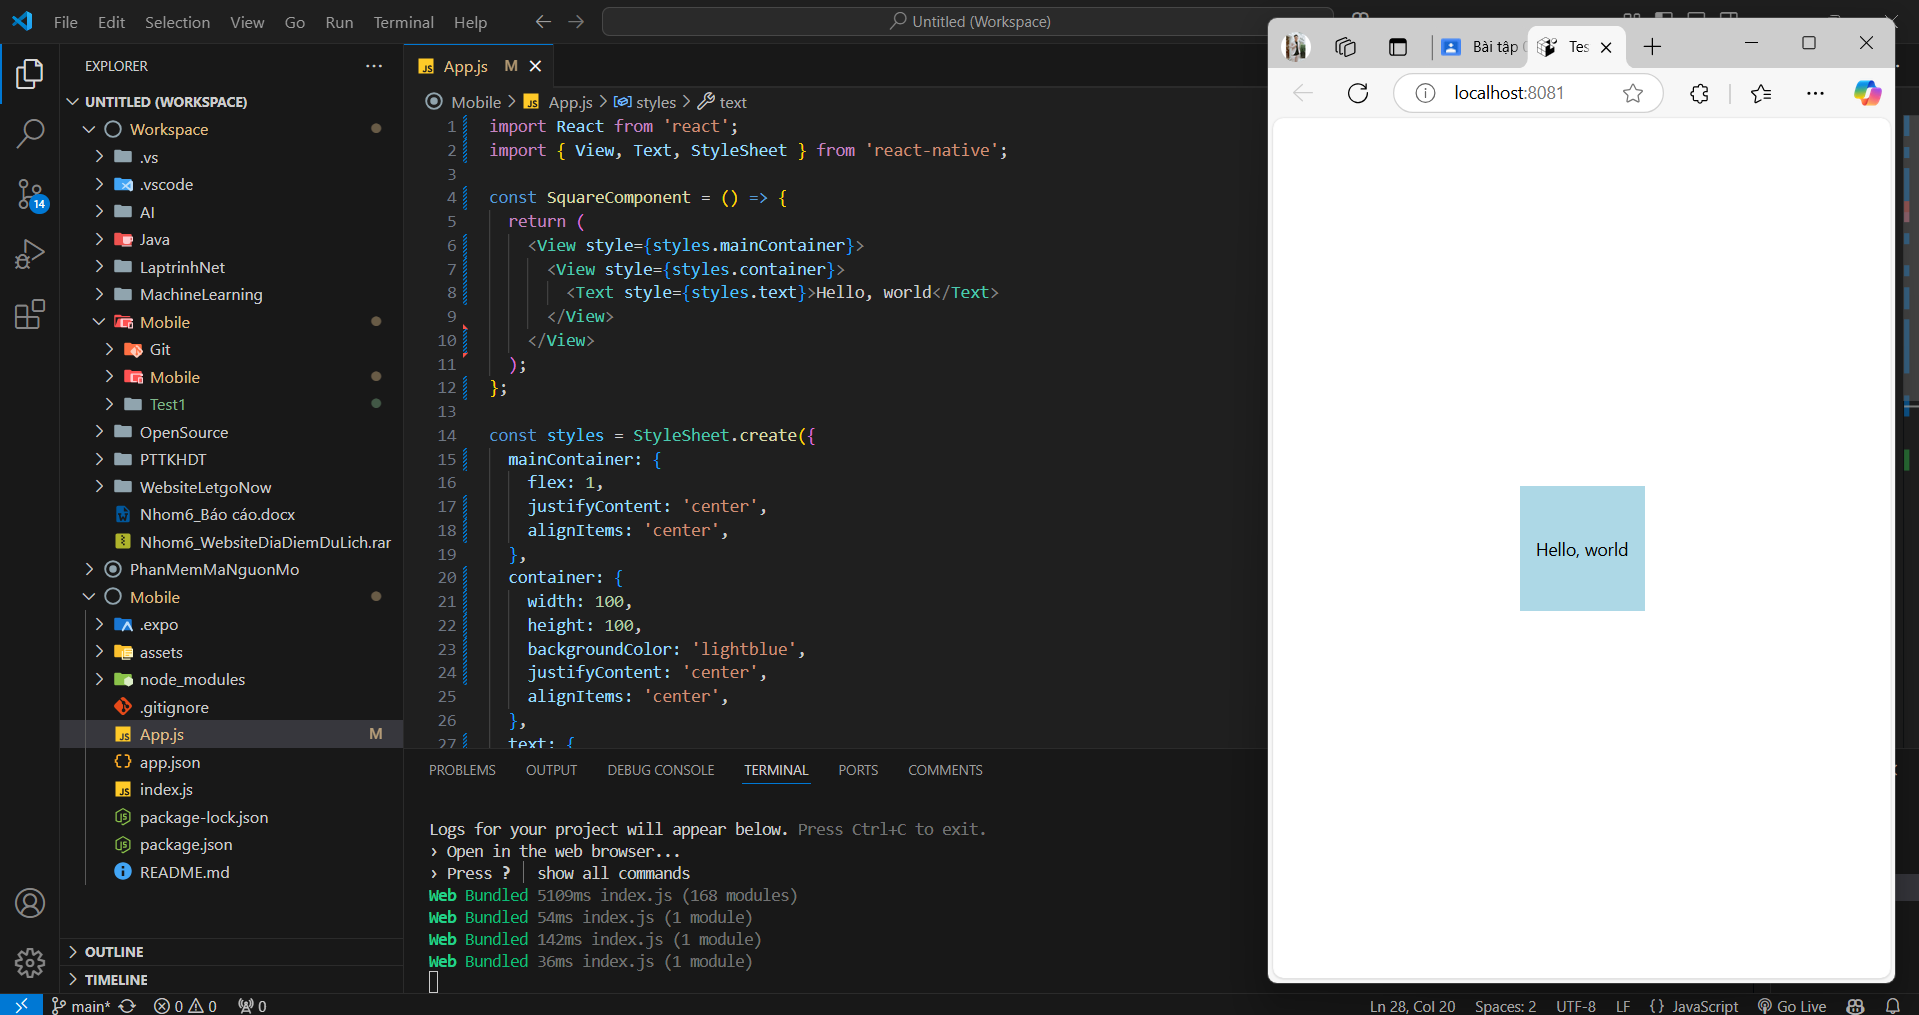 File Edit Selection View Go Run Terminal Help
Untitled (Workspace)
EXPLORER
UNTITLED (WORKSPACE)
Workspace
.vs
.vscode
AI
Java
LaptrinhNet
MachineLearning
Mobile
Git
Mobile
Test1
OpenSource
PTTKHDT
WebsiteLetgoNow
Nhom6_Báo cáo.docx
Nhom6_WebsiteDiaDiemDuLich.rar
PhanMemMaNguonMo
Mobile
.expo
assets
node_modules
.gitignore
App.js M
app.json
index.js
package-lock.json
package.json
README.md
OUTLINE
TIMELINE
14
App.js M
Mobile > App.js > styles > text
1 import React from 'react';
2 import { View, Text, StyleSheet } from 'react-native';
3
4 const SquareComponent = () => {
5 return (
6 <View style={styles.mainContainer}>
7 <View style={styles.container}>
8 <Text style={styles.text}>Hello, world</Text>
9 </View>
10 </View>
11 );
12 };
13
14 const styles = StyleSheet.create({
15 mainContainer: {
16 flex: 1,
17 justifyContent: 'center',
18 alignItems: 'center',
19 },
20 container: {
21 width: 100,
22 height: 100,
23 backgroundColor: 'lightblue',
24 justifyContent: 'center',
25 alignItems: 'center',
26 },
27 text: {
PROBLEMS OUTPUT DEBUG CONSOLE TERMINAL PORTS COMMENTS
Logs for your project will appear below. Press Ctrl+C to exit.
› Open in the web browser...
› Press ? │ show all commands
Web Bundled 5109ms index.js (168 modules)
Web Bundled 54ms index.js (1 module)
Web Bundled 142ms index.js (1 module)
Web Bundled 36ms index.js (1 module)
Bài tập
Tes
localhost:8081
Hello, world
main* 0 0 0
Ln 28, Col 20 Spaces: 2 UTF-8 LF {} JavaScript Go Live